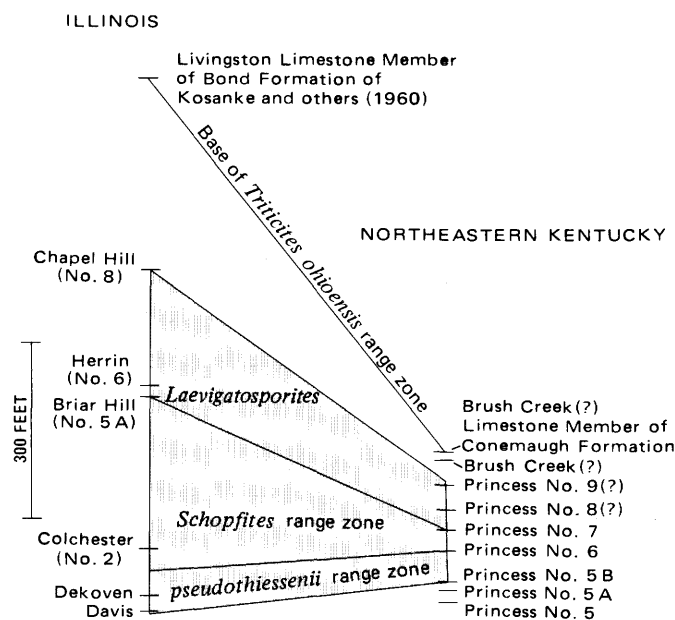 ILLINOIS
Livingston Limestone Member
of Bond Formation of
Kosanke and others (1960)
Base of Triticites ohioensis range zone
NORTHEASTERN KENTUCKY
Chapel Hill
(No. 8)
Herrin
(No. 6)
Briar Hill
(No. 5 A)
300 FEET
Laevigatosporites
Schopfites range zone
Colchester
(No. 2)
pseudothiessenii range zone
Dekoven
Davis
Brush Creek(?)
Limestone Member of
Conemaugh Formation
Brush Creek(?)
Princess No. 9(?)
Princess No. 8(?)
Princess No. 7
Princess No. 6
Princess No. 5 B
Princess No. 5A
Princess No. 5